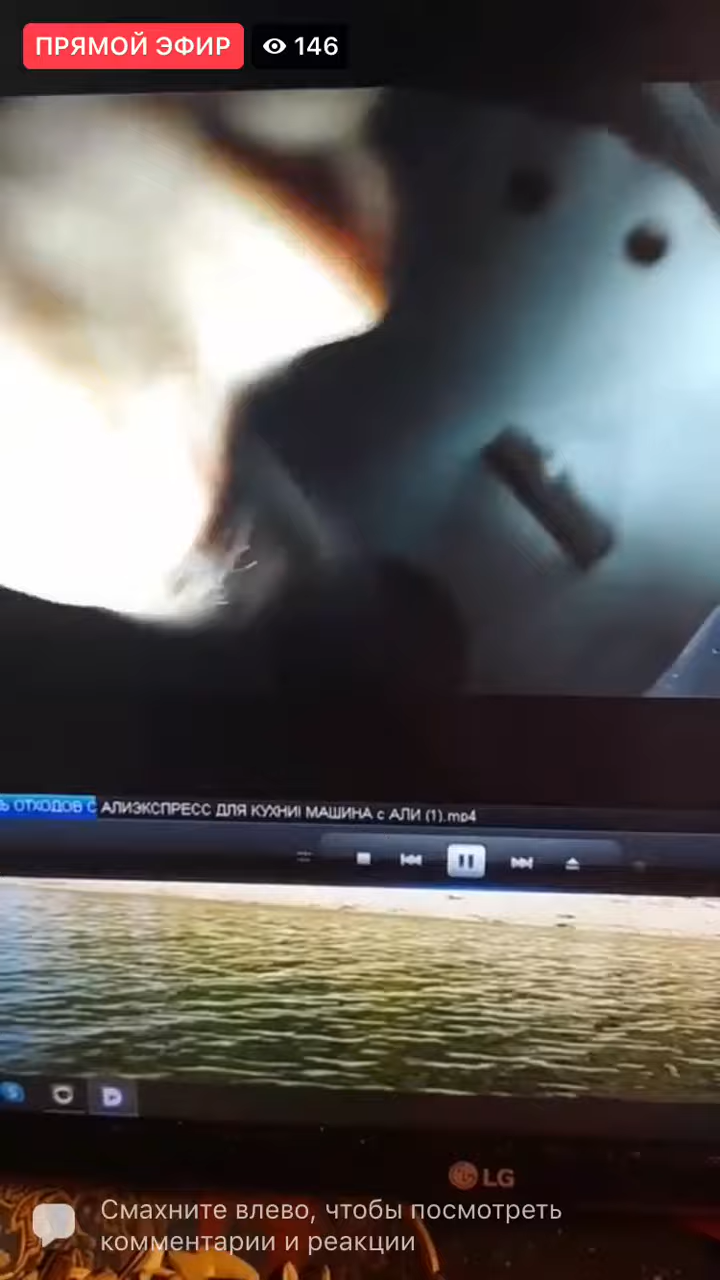 ПРЯМОЙ ЭФИР 146
Ь ОТХОДОВ С АЛИЭКСПРЕСС ДЛЯ КУХНИ! МАШИНА с АЛИ (1).mp4
LG
Смахните влево, чтобы посмотреть
комментарии и реакции